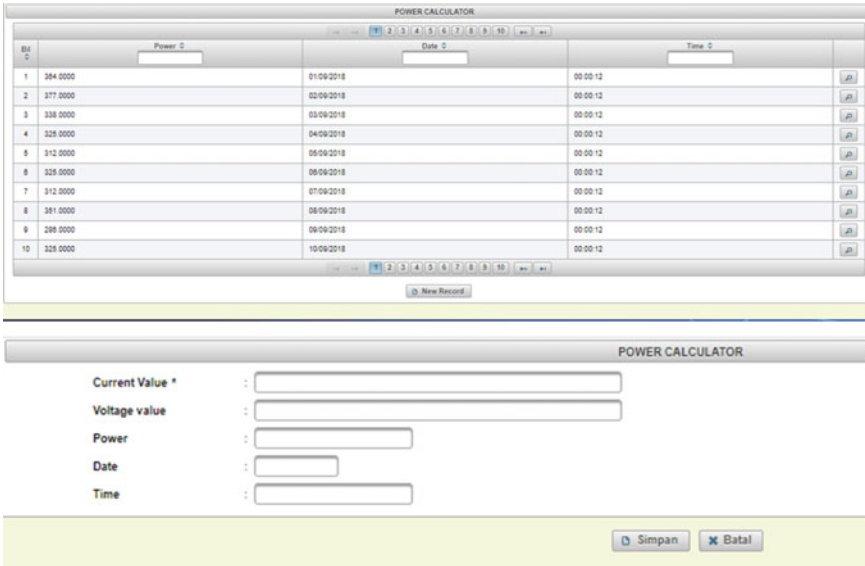 POWER CALCULATOR
1 2 3 4 5 6 7 8 9 10
Bil Power Date Time
1 364.0000 01/09/2018 00:00:12
2 377.0000 02/09/2018 00:00:12
3 338.0000 03/09/2018 00:00:12
4 325.0000 04/09/2018 00:00:12
5 312.0000 05/09/2018 00:00:12
6 325.0000 06/09/2018 00:00:12
7 312.0000 07/09/2018 00:00:12
8 351.0000 08/09/2018 00:00:12
9 286.0000 09/09/2018 00:00:12
10 325.0000 10/09/2018 00:00:12
1 2 3 4 5 6 7 8 9 10
New Record
POWER CALCULATOR
Current Value * :
Voltage value :
Power :
Date :
Time :
Simpan Batal